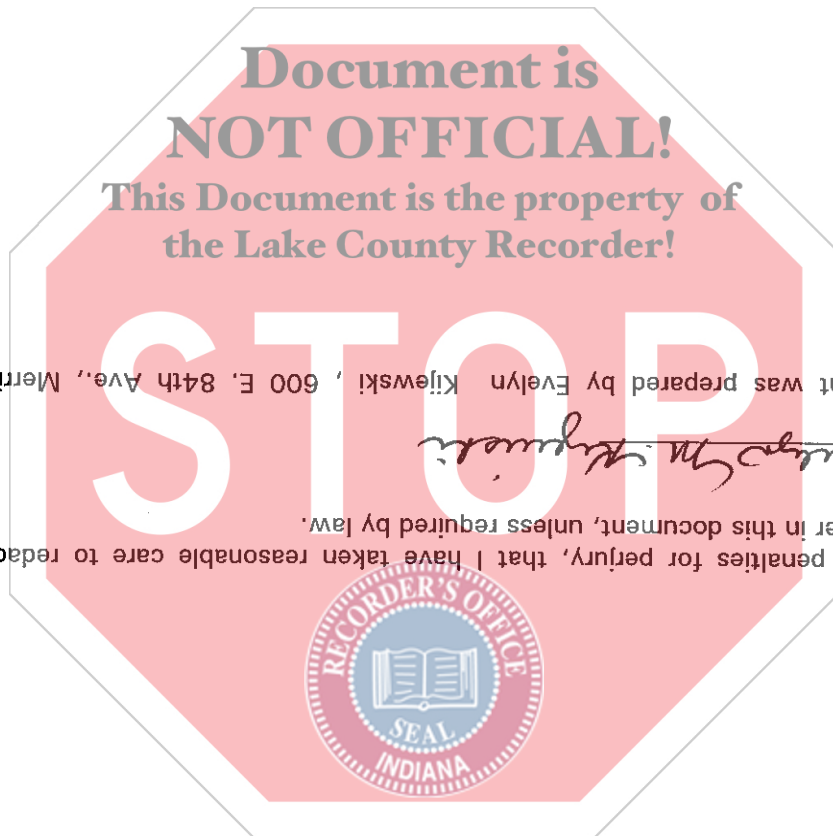 Document is
NOT OFFICIAL!
This Document is the property of
the Lake County Recorder!
STOP
RECORDER'S OFFICE
SEAL
INDIANA
penalties for perjury, that I have taken reasonable care to redac
er in this document, unless required by law.
M Kijewski
nt was prepared by Evelyn Kijewski , 600 E. 84th Ave., Merri